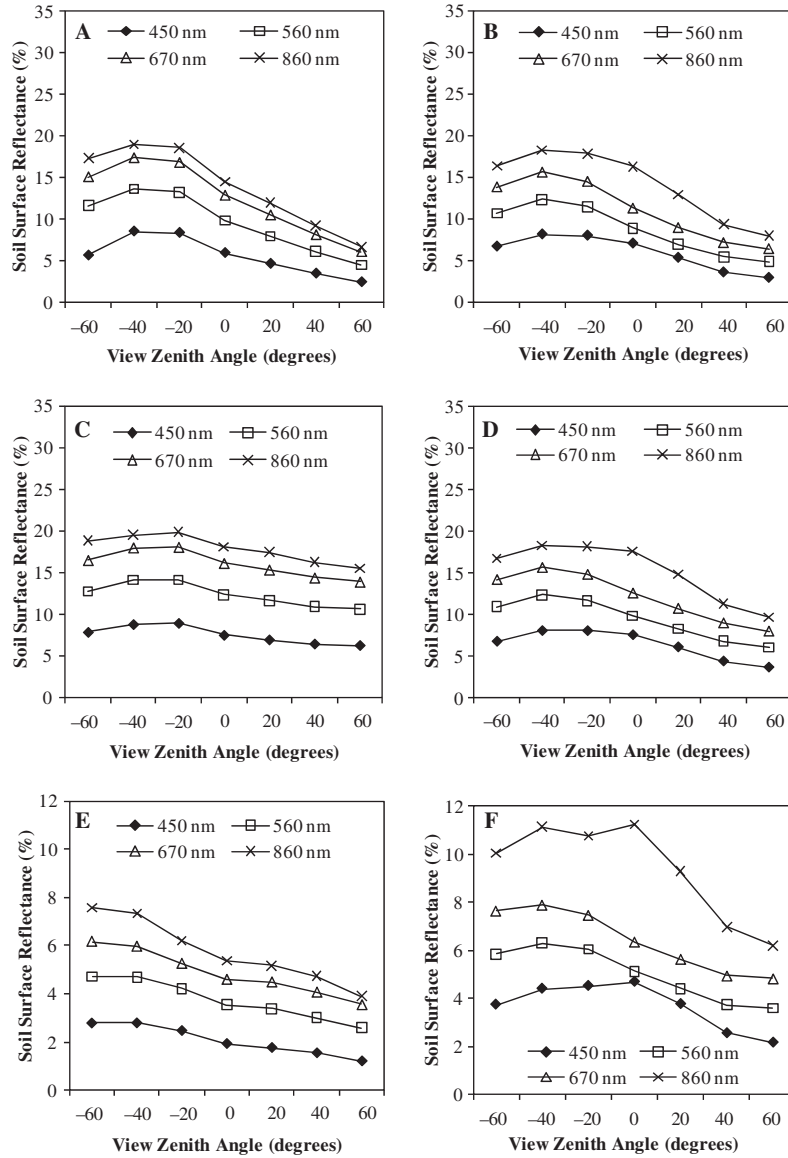 A
450 nm 560 nm
670 nm 860 nm
Soil Surface Reflectance (%)
35
30
25
20
15
10
5
0
−60 −40 −20 0 20 40 60
View Zenith Angle (degrees)
B
450 nm 560 nm
670 nm 860 nm
Soil Surface Reflectance (%)
35
30
25
20
15
10
5
0
−60 −40 −20 0 20 40 60
View Zenith Angle (degrees)
C
450 nm 560 nm
670 nm 860 nm
Soil Surface Reflectance (%)
35
30
25
20
15
10
5
0
−60 −40 −20 0 20 40 60
View Zenith Angle (degrees)
D
450 nm 560 nm
670 nm 860 nm
Soil Surface Reflectance (%)
35
30
25
20
15
10
5
0
−60 −40 −20 0 20 40 60
View Zenith Angle (degrees)
E
450 nm 560 nm
670 nm 860 nm
Soil Surface Reflectance (%)
12
10
8
6
4
2
0
−60 −40 −20 0 20 40 60
View Zenith Angle (degrees)
F
Soil Surface Reflectance (%)
12
10
8
6
4
2
0
450 nm 560 nm
670 nm 860 nm
−60 −40 −20 0 20 40 60
View Zenith Angle (degrees)